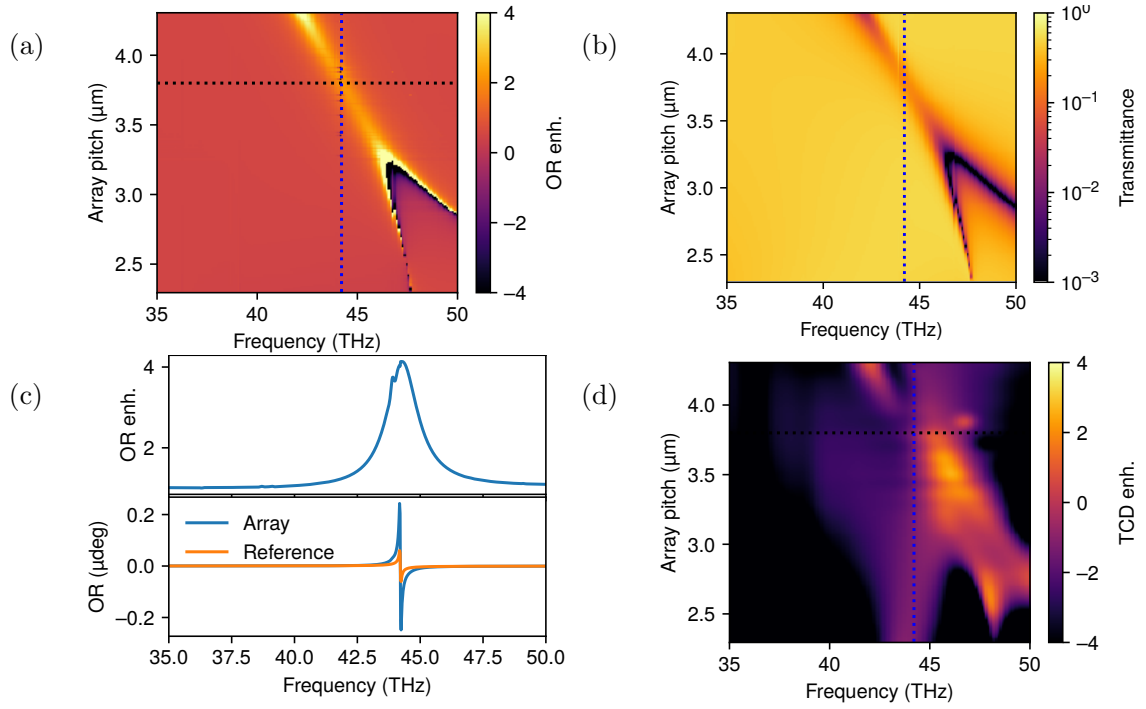 (a)
Array pitch (μm)
4.0
3.5
3.0
2.5
35
40
45
50
Frequency (THz)
4
2
0
−2
−4
OR enh.
(b)
Array pitch (μm)
4.0
3.5
3.0
2.5
35
40
45
50
Frequency (THz)
10⁰
10⁻¹
10⁻²
10⁻³
Transmittance
(c)
OR enh.
4
2
OR (μdeg)
0.2
0.0
−0.2
Array
Reference
35.0
37.5
40.0
42.5
45.0
47.5
50.0
Frequency (THz)
(d)
Array pitch (μm)
4.0
3.5
3.0
2.5
35
40
45
50
Frequency (THz)
4
2
0
−2
−4
TCD enh.